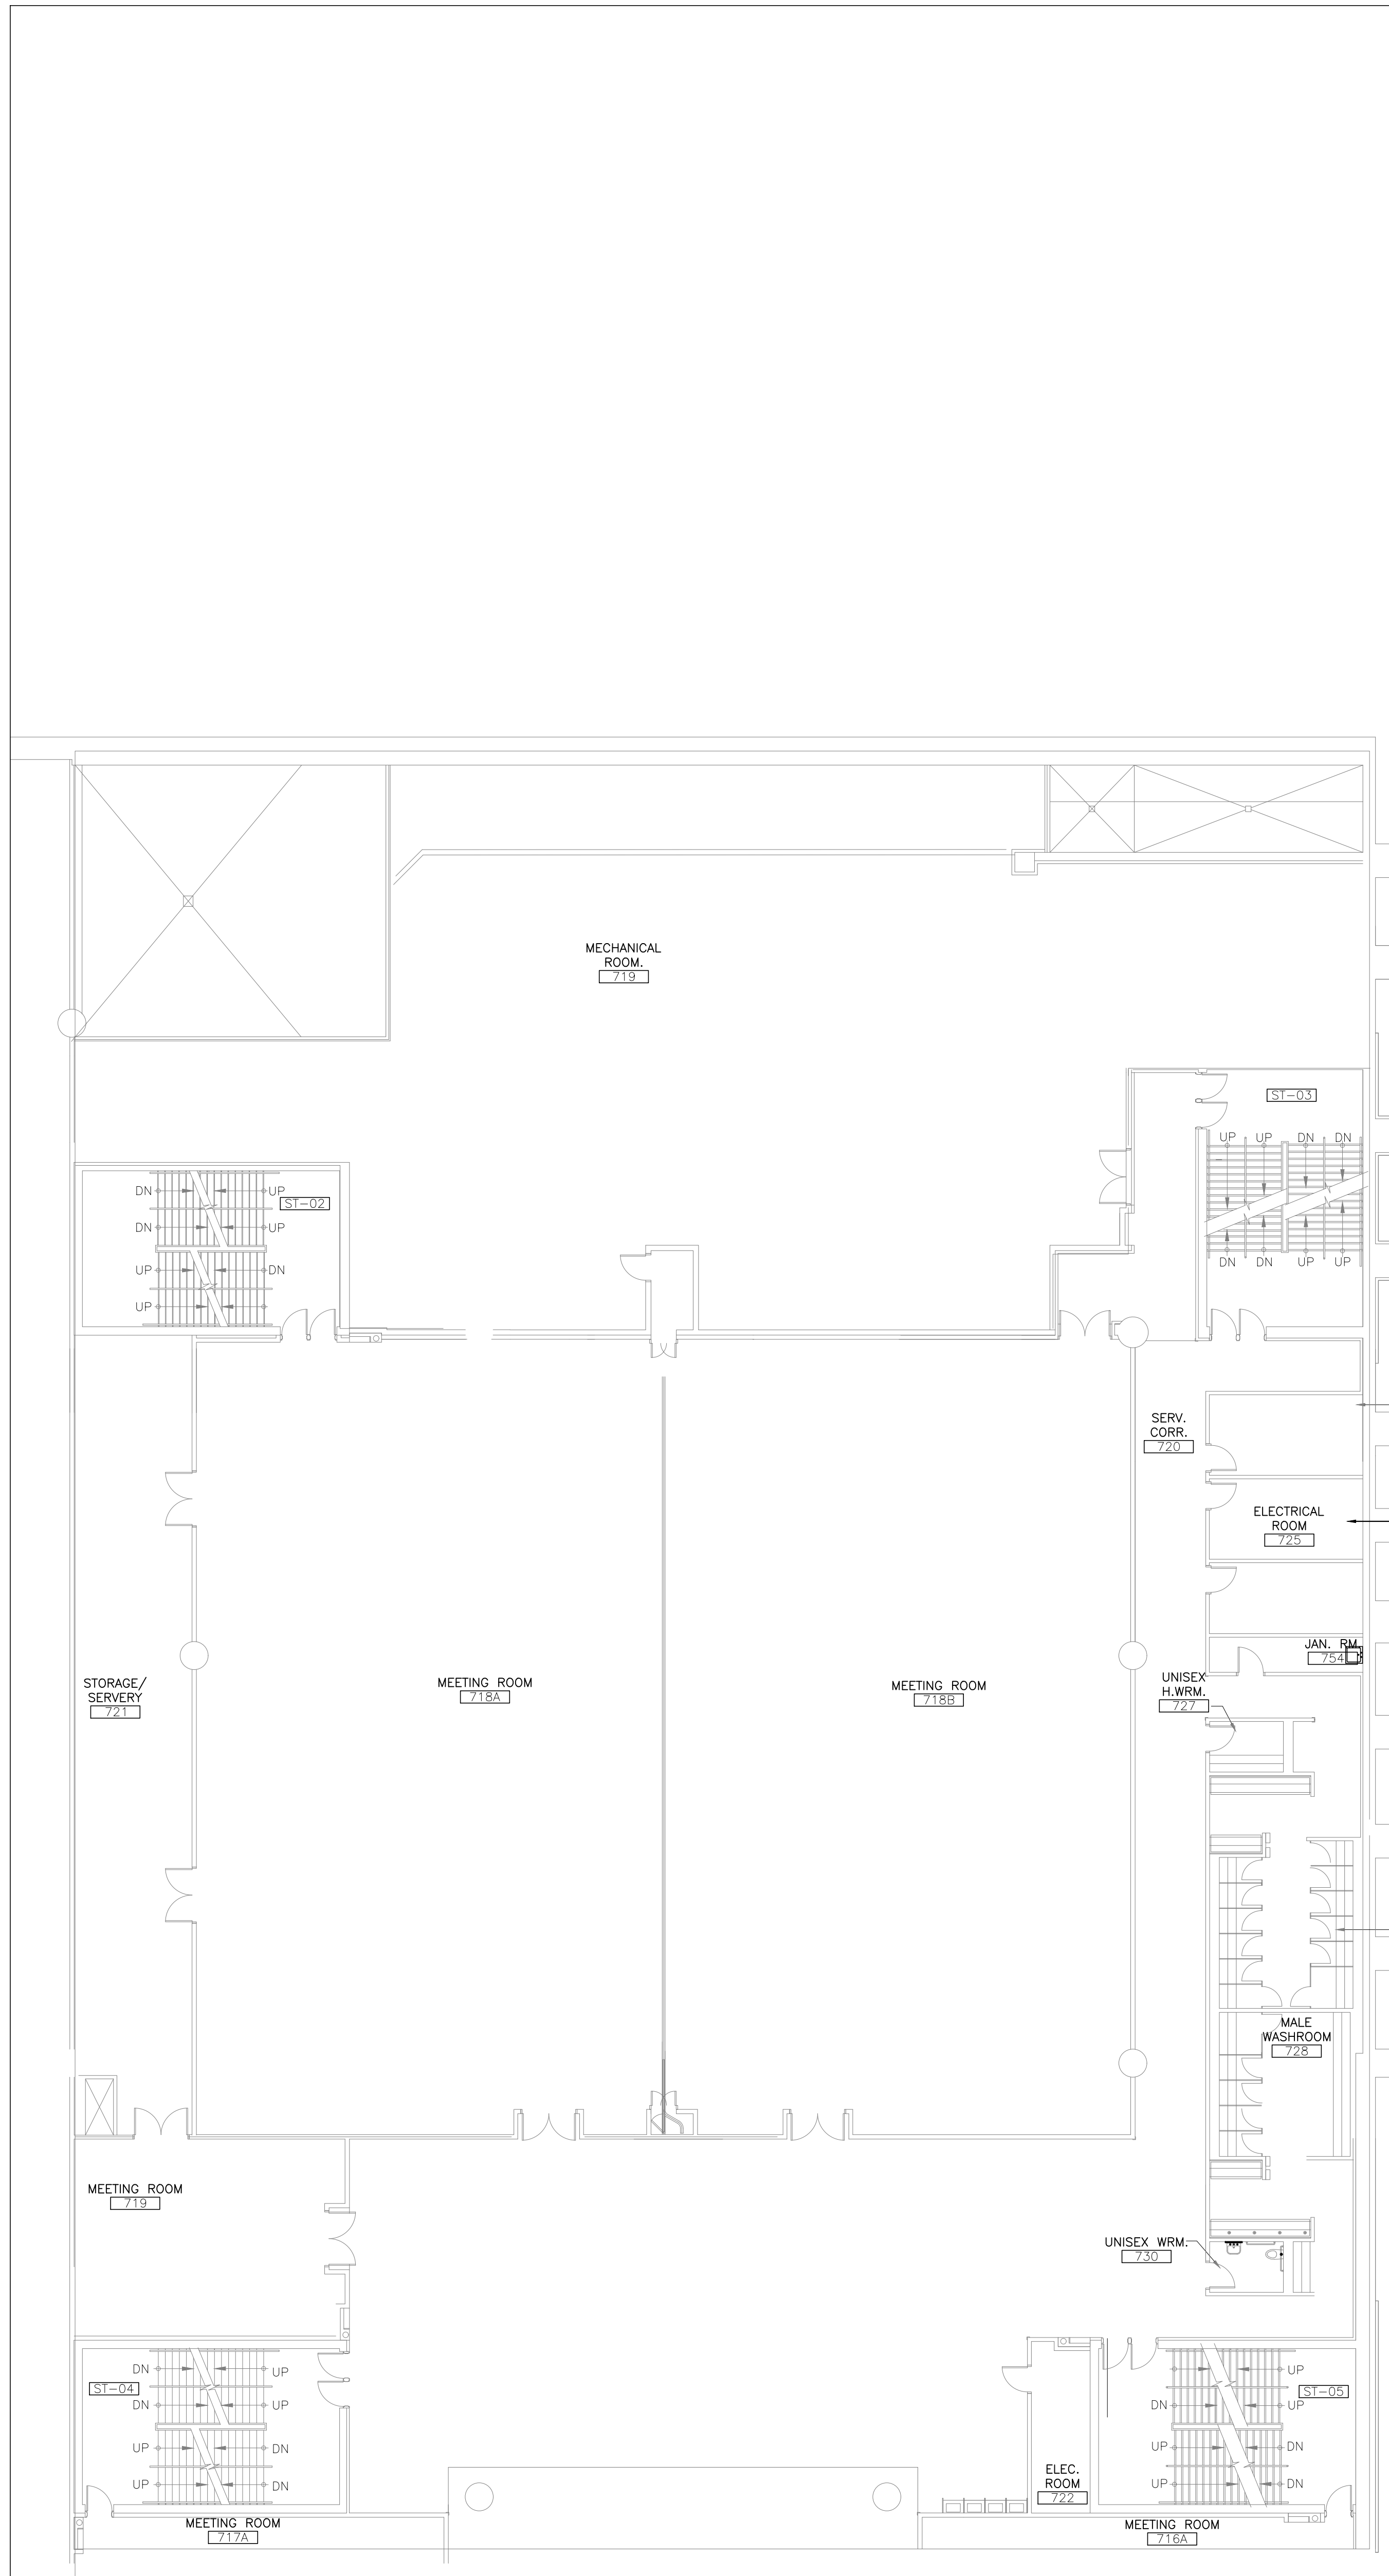 MECHANICAL
ROOM.
719
ST-03
UP UP DN DN
DN DN UP UP
DN UP
ST-02
DN UP
UP DN
UP
SERV.
CORR.
720
ELECTRICAL
ROOM
725
JAN. RM.
754
STORAGE/
SERVERY
721
MEETING ROOM
718A
MEETING ROOM
718B
UNISEX
H.WRM.
727
MALE
WASHROOM
728
MEETING ROOM
719
UNISEX WRM.
730
DN UP
ST-04
DN UP
UP DN
UP DN
UP
ST-05
DN UP
UP DN
UP DN
ELEC.
ROOM
722
MEETING ROOM
717A
MEETING ROOM
716A